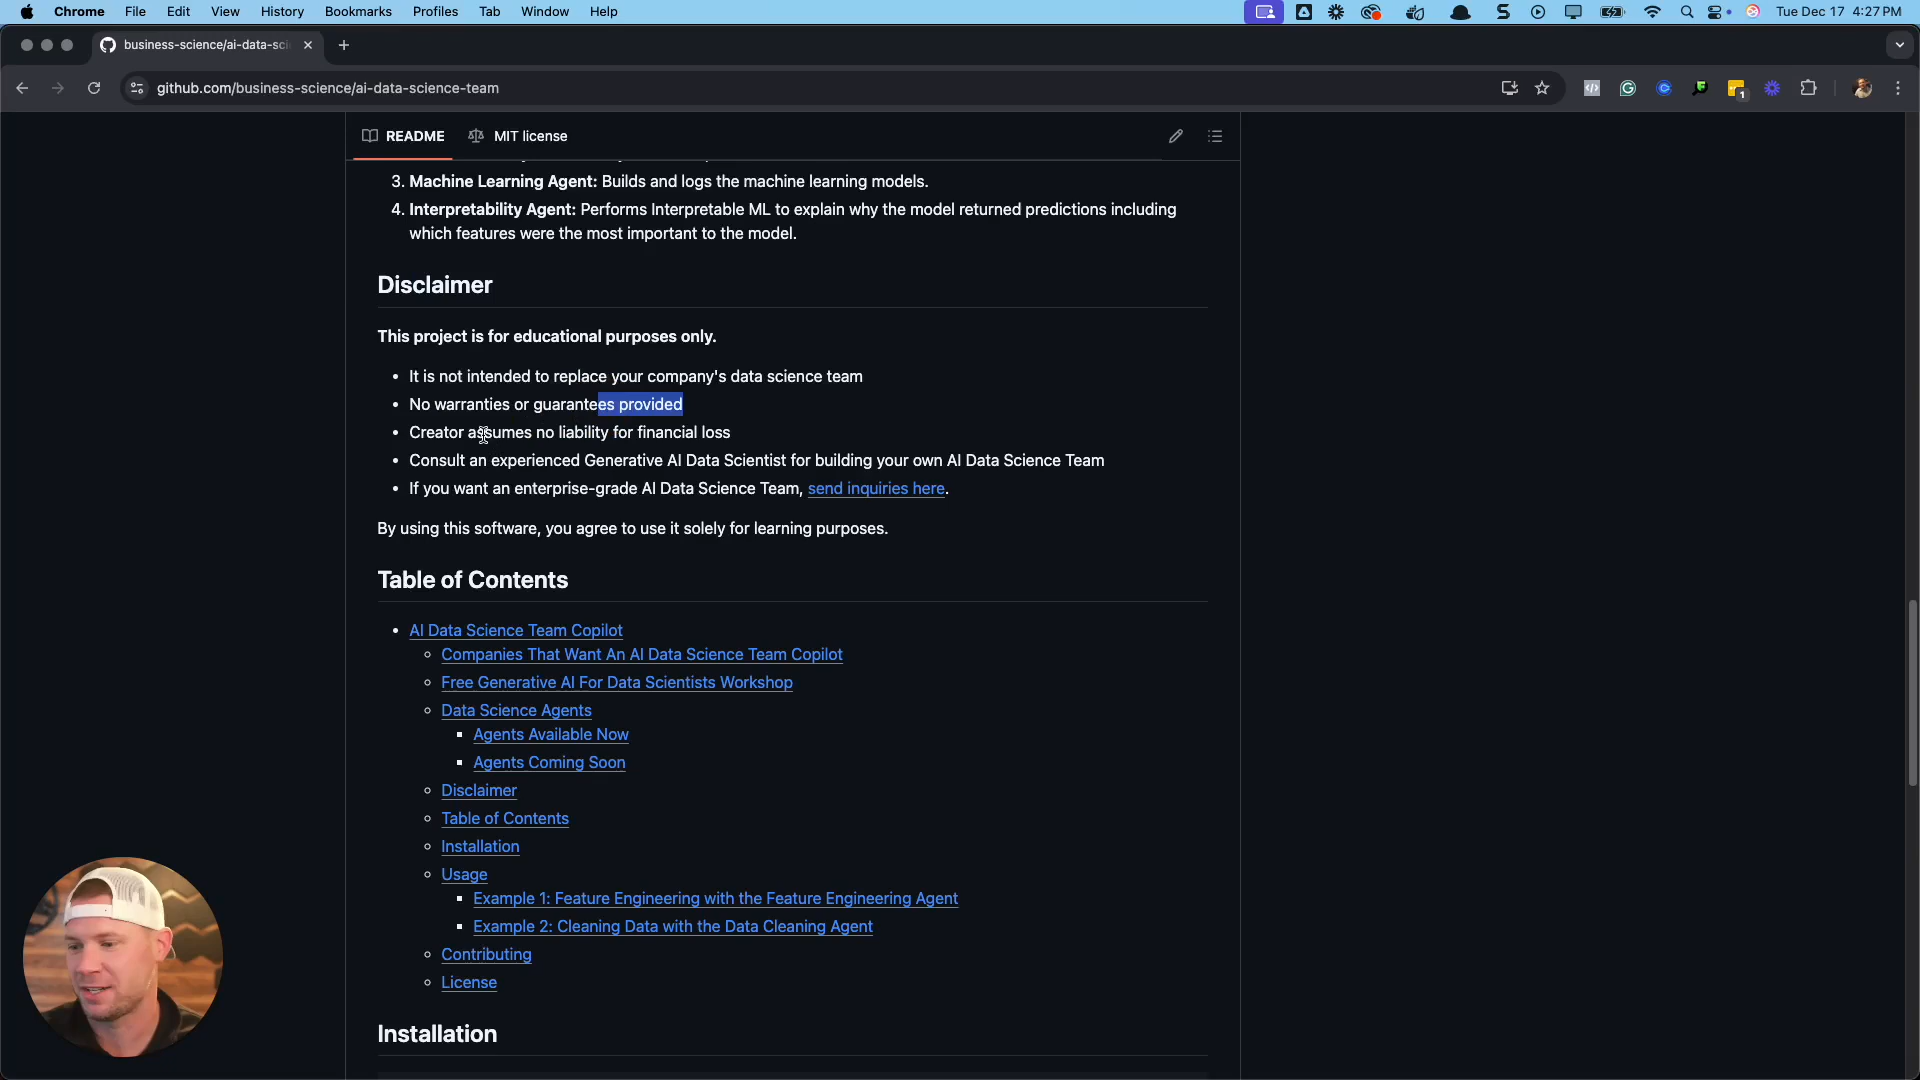 Chrome File Edit View History Bookmarks Profiles Tab Window Help Tue Dec 17 4:27 PM
business-science/ai-data-sci
github.com/business-science/ai-data-science-team
1
README MIT license
3. Machine Learning Agent: Builds and logs the machine learning models.
4. Interpretability Agent: Performs Interpretable ML to explain why the model returned predictions including
which features were the most important to the model.
Disclaimer
This project is for educational purposes only.
• It is not intended to replace your company's data science team
• No warranties or guarantees provided
• Creator assumes no liability for financial loss
• Consult an experienced Generative AI Data Scientist for building your own AI Data Science Team
• If you want an enterprise-grade AI Data Science Team, send inquiries here.
By using this software, you agree to use it solely for learning purposes.
Table of Contents
• AI Data Science Team Copilot
◦ Companies That Want An AI Data Science Team Copilot
◦ Free Generative AI For Data Scientists Workshop
◦ Data Science Agents
▪ Agents Available Now
▪ Agents Coming Soon
◦ Disclaimer
◦ Table of Contents
◦ Installation
◦ Usage
▪ Example 1: Feature Engineering with the Feature Engineering Agent
▪ Example 2: Cleaning Data with the Data Cleaning Agent
◦ Contributing
◦ License
Installation